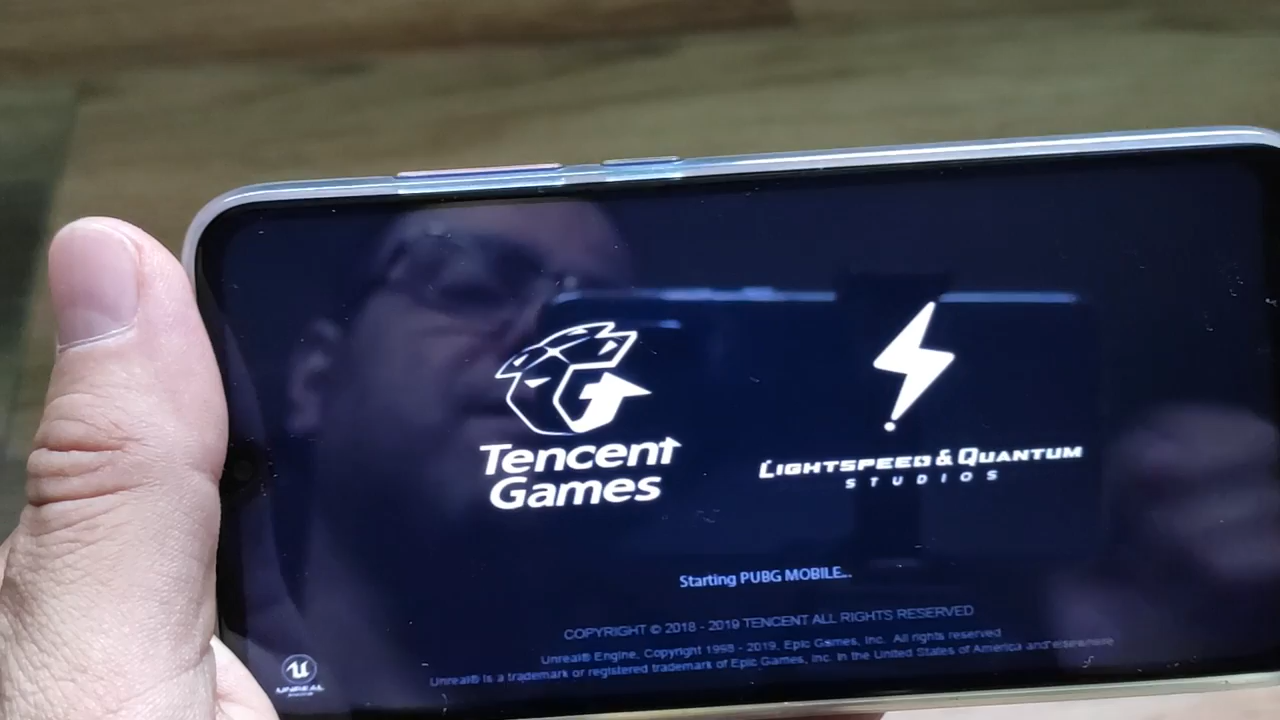 Tencent
Games
LIGHTSPEED & QUANTUM
STUDIOS
Starting PUBG MOBILE...
COPYRIGHT © 2018 - 2019 TENCENT ALL RIGHTS RESERVED
Unreal® Engine, Copyright 1998 - 2019, Epic Games, Inc. All rights reserved
Unreal® is a trademark or registered trademark of Epic Games, Inc. in the United States of America and elsewhere
UNREAL